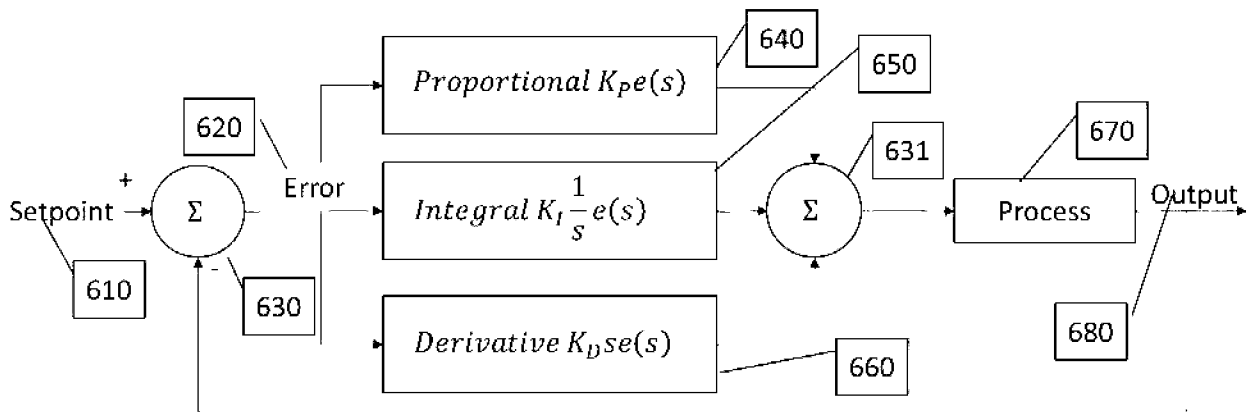 640
Proportional K_P e(s)
650
620
631
670
+
Error
Setpoint
Σ
Integral K_I \frac{1}{s} e(s)
Σ
Process
Output
-
610
630
680
Derivative K_D se(s)
660